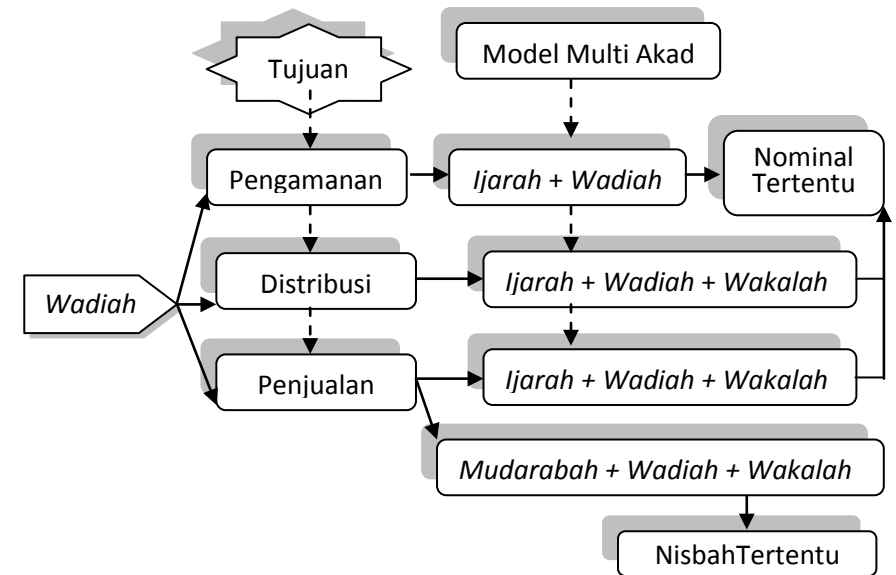 Tujuan
Model Multi Akad
Pengamanan
Ijarah + Wadiah
Nominal
Tertentu
Wadiah
Distribusi
Ijarah + Wadiah + Wakalah
Penjualan
Ijarah + Wadiah + Wakalah
Mudarabah + Wadiah + Wakalah
NisbahTertentu